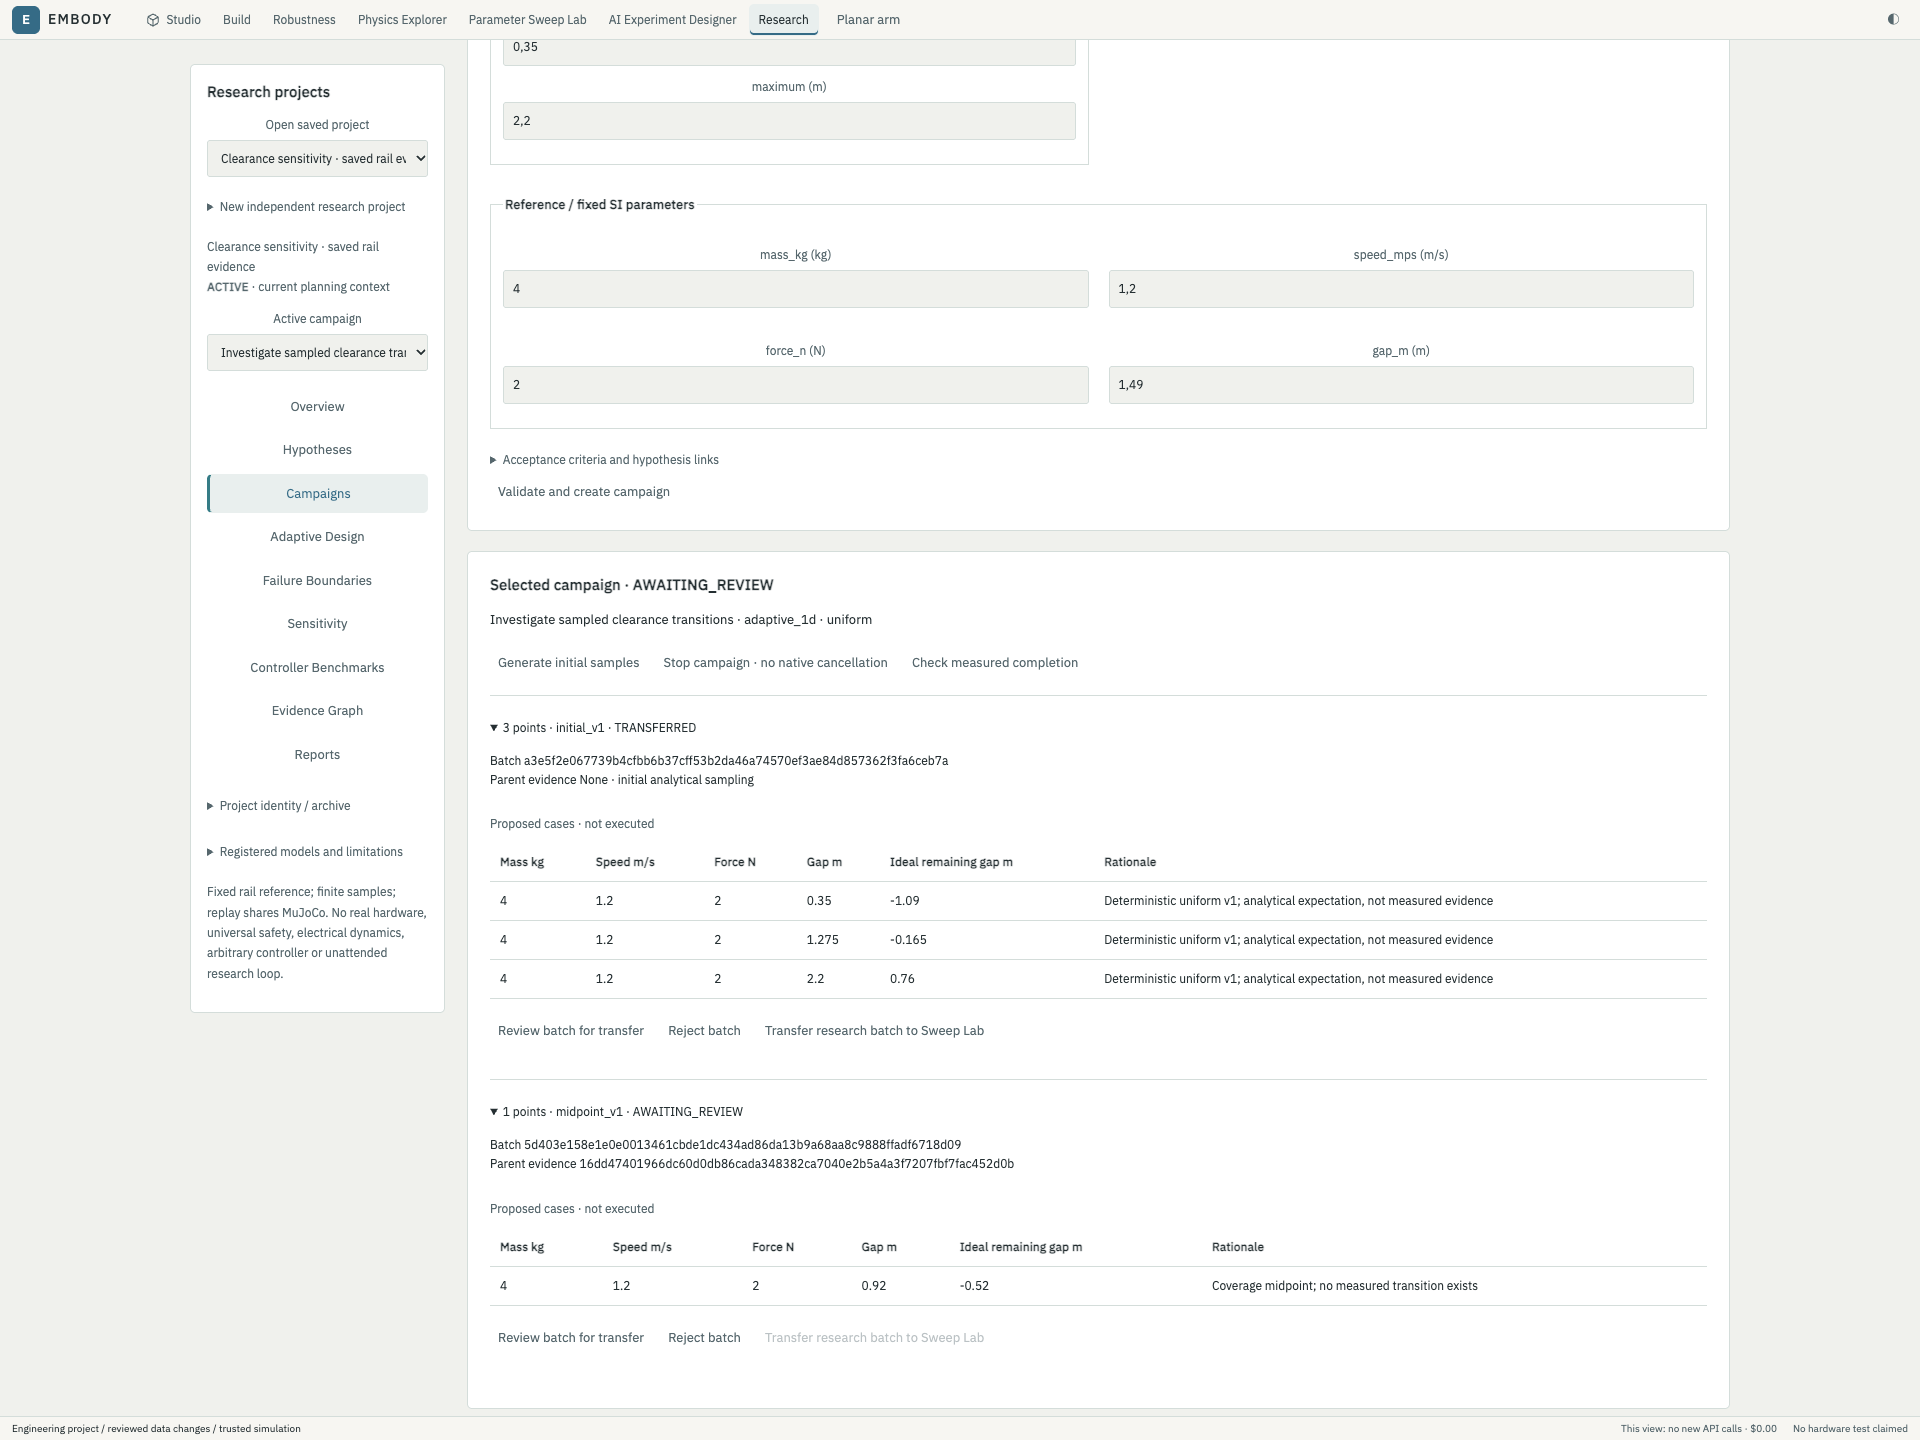 E EMBODY Studio Build Robustness Physics Explorer Parameter Sweep Lab AI Experiment Designer Research Planar arm
Research projects
Open saved project
Clearance sensitivity · saved rail ev
New independent research project
Clearance sensitivity · saved rail
evidence
ACTIVE · current planning context
Active campaign
Investigate sampled clearance tran
Overview
Hypotheses
Campaigns
Adaptive Design
Failure Boundaries
Sensitivity
Controller Benchmarks
Evidence Graph
Reports
Project identity / archive
Registered models and limitations
Fixed rail reference; finite samples;
replay shares MuJoCo. No real hardware,
universal safety, electrical dynamics,
arbitrary controller or unattended
research loop.
0,35
maximum (m)
2,2
Reference / fixed SI parameters
mass_kg (kg) speed_mps (m/s)
4 1,2
force_n (N) gap_m (m)
2 1,49
Acceptance criteria and hypothesis links
Validate and create campaign
Selected campaign · AWAITING_REVIEW
Investigate sampled clearance transitions · adaptive_1d · uniform
Generate initial samples Stop campaign · no native cancellation Check measured completion
3 points · initial_v1 · TRANSFERRED
Batch a3e5f2e067739b4cfbb6b37cff53b2da46a74570ef3ae84d857362f3fa6ceb7a
Parent evidence None · initial analytical sampling
Proposed cases · not executed
Mass kg Speed m/s Force N Gap m Ideal remaining gap m Rationale
4 1.2 2 0.35 -1.09 Deterministic uniform v1; analytical expectation, not measured evidence
4 1.2 2 1.275 -0.165 Deterministic uniform v1; analytical expectation, not measured evidence
4 1.2 2 2.2 0.76 Deterministic uniform v1; analytical expectation, not measured evidence
Review batch for transfer Reject batch Transfer research batch to Sweep Lab
1 points · midpoint_v1 · AWAITING_REVIEW
Batch 5d403e158e1e0e0013461cbde1dc434ad86da13b9a68aa8c9888ffadf6718d09
Parent evidence 16dd47401966dc60d0db86cada348382ca7040e2b5a4a3f7207fbf7fac452d0b
Proposed cases · not executed
Mass kg Speed m/s Force N Gap m Ideal remaining gap m Rationale
4 1.2 2 0.92 -0.52 Coverage midpoint; no measured transition exists
Review batch for transfer Reject batch Transfer research batch to Sweep Lab
Engineering project / reviewed data changes / trusted simulation This view: no new API calls · $0.00 No hardware test claimed